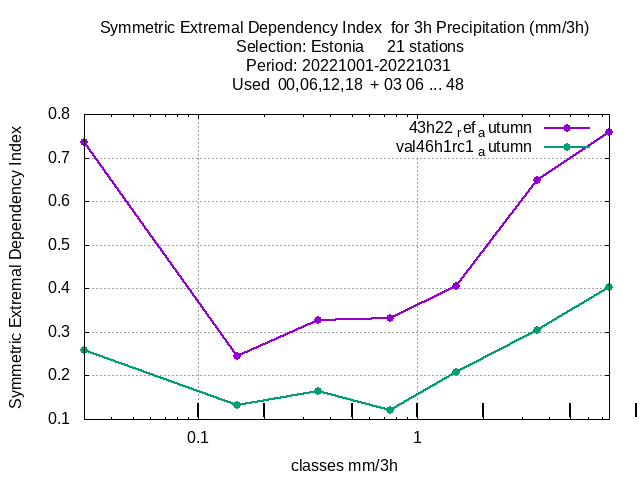 Symmetric Extremal Dependency Index for 3h Precipitation (mm/3h)
Selection: Estonia 21 stations
Period: 20221001-20221031
Used 00,06,12,18 + 03 06 ... 48
43h22 ref a utumn
val46h1rc1 a utumn
0.8
0.7
0.6
0.5
0.4
0.3
0.2
0.1
Symmetric Extremal Dependency Index
0.1 1
classes mm/3h